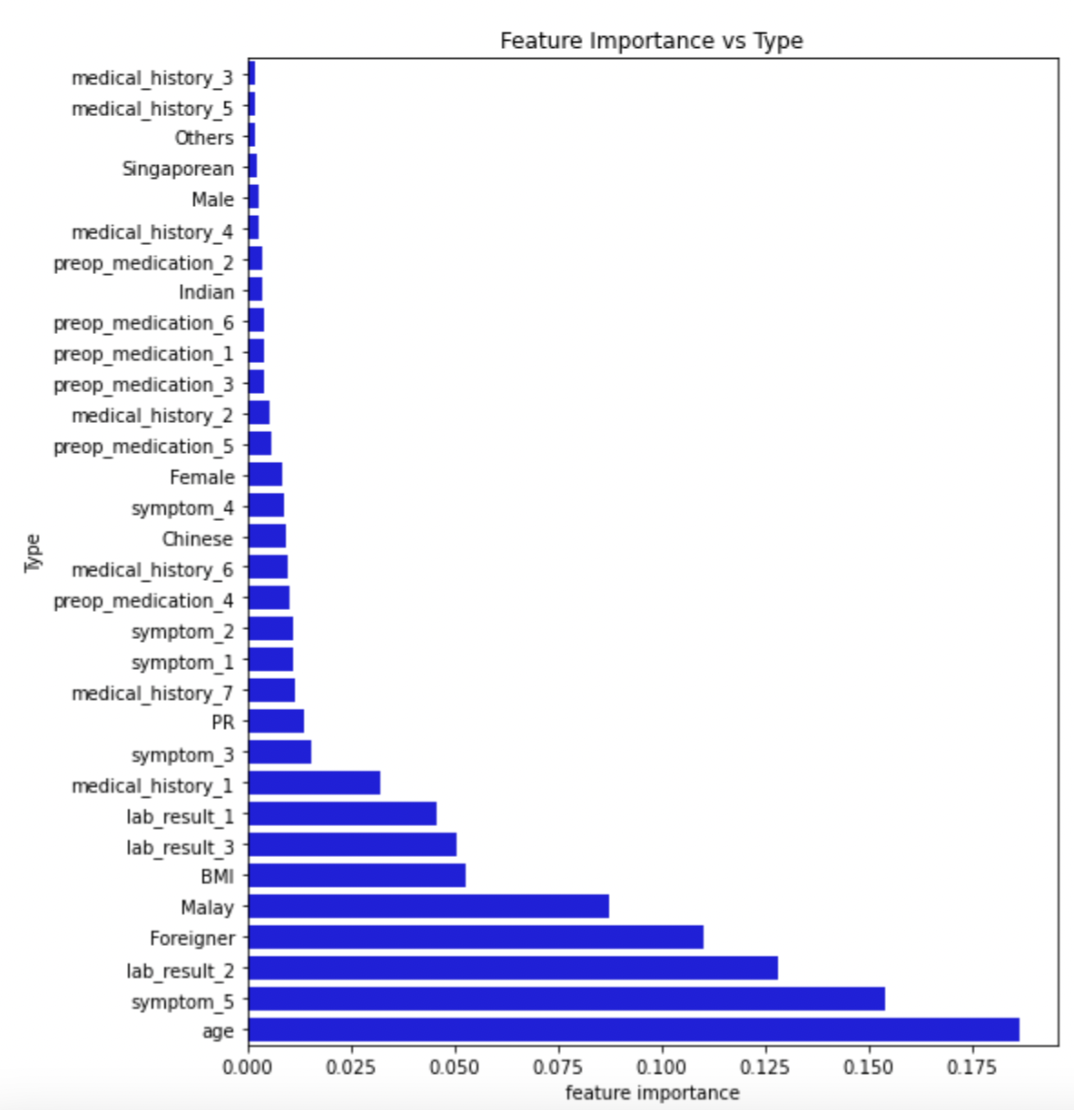 Feature Importance vs Type
medical_history_3
medical_history_5
Others
Singaporean
Male
medical_history_4
preop_medication_2
Indian
preop_medication_6
preop_medication_1
preop_medication_3
medical_history_2
preop_medication_5
Female
symptom_4
Chinese
medical_history_6
preop_medication_4
symptom_2
symptom_1
medical_history_7
PR
symptom_3
medical_history_1
lab_result_1
lab_result_3
BMI
Malay
Foreigner
lab_result_2
symptom_5
age
Type
0.000 0.025 0.050 0.075 0.100 0.125 0.150 0.175
feature importance